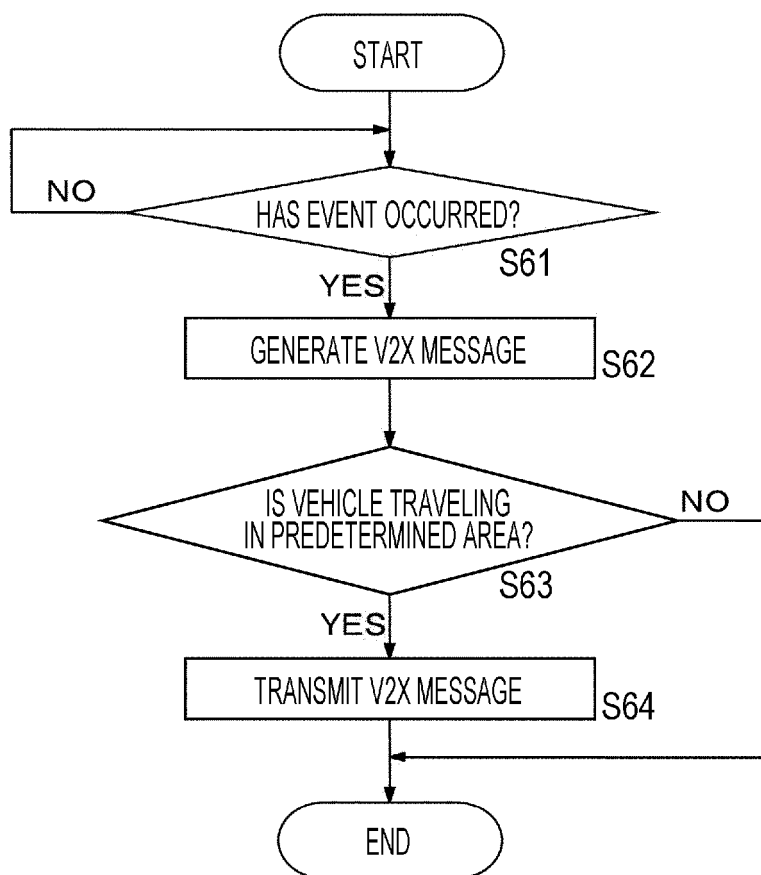 START
NO
HAS EVENT OCCURRED?
S61
YES
GENERATE V2X MESSAGE
S62
IS VEHICLE TRAVELING
IN PREDETERMINED AREA?
NO
S63
YES
TRANSMIT V2X MESSAGE
S64
END